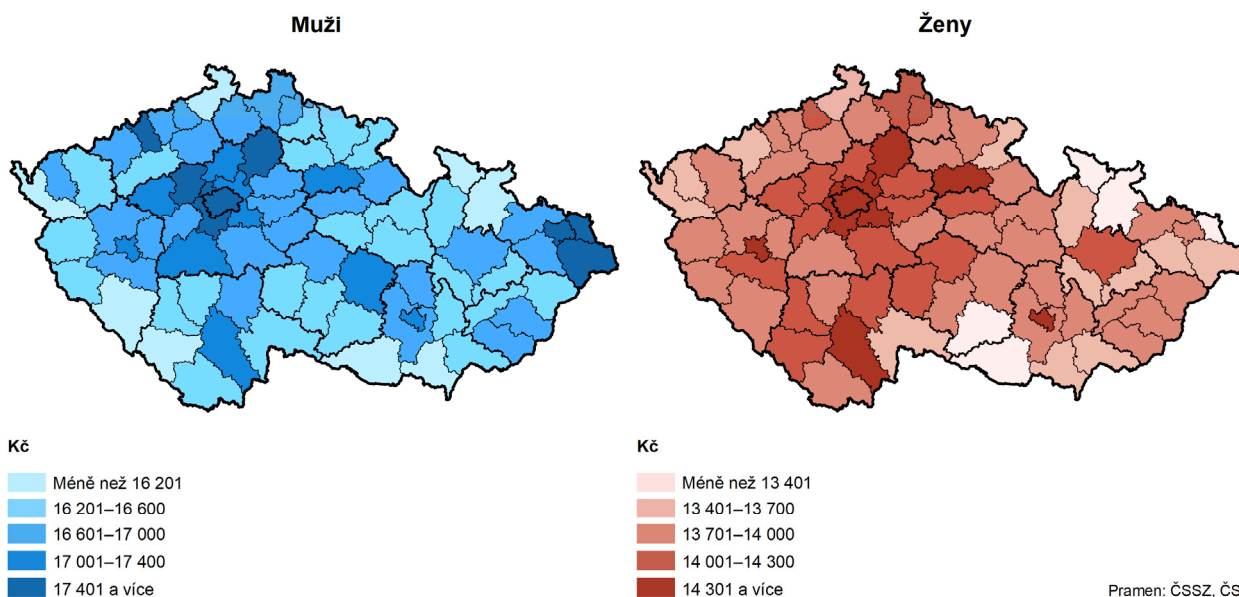 Muži
Ženy
Kč
Méně než 16 201
16 201–16 600
16 601–17 000
17 001–17 400
17 401 a více
Kč
Méně než 13 401
13 401–13 700
13 701–14 000
14 001–14 300
14 301 a více
Pramen: ČSSZ, ČS